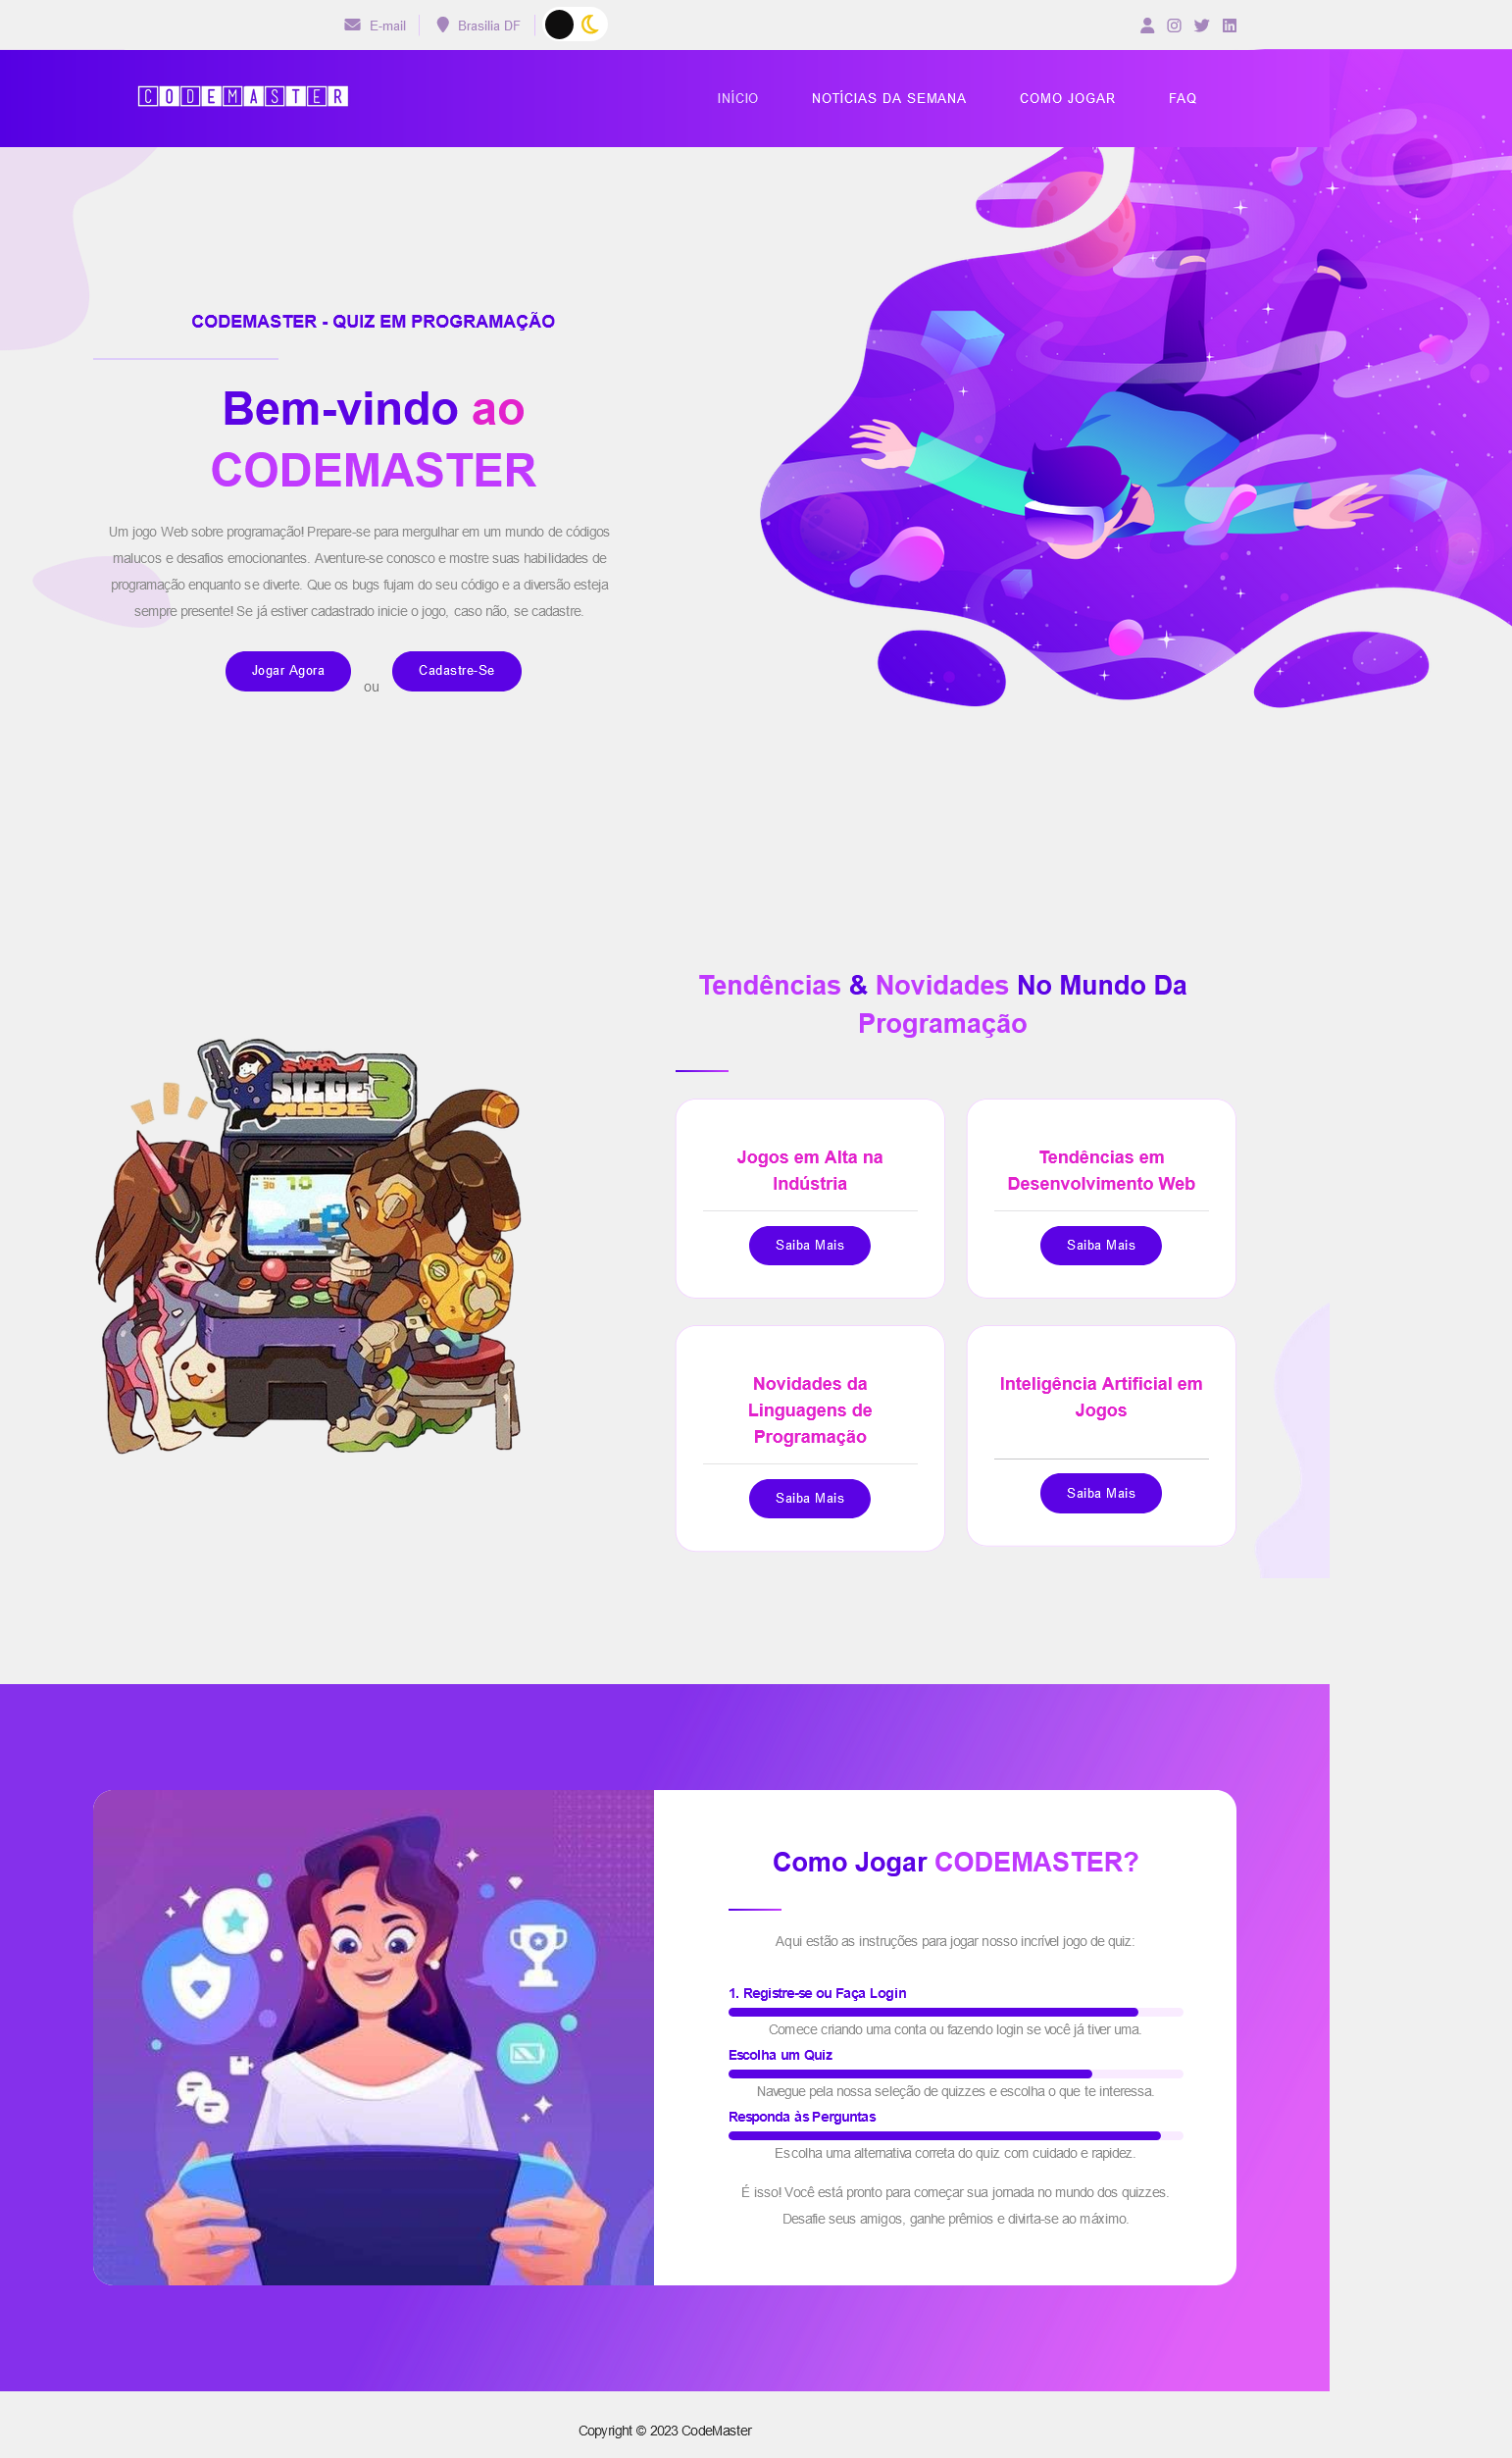 E-mail
Brasilia DF
CODEMASTER
INÍCIO
NOTÍCIAS DA SEMANA
COMO JOGAR
FAQ
CODEMASTER - QUIZ EM PROGRAMAÇÃO
Bem-vindo ao
CODEMASTER
Um jogo Web sobre programação! Prepare-se para mergulhar em um mundo de códigos
malucos e desafios emocionantes. Aventure-se conosco e mostre suas habilidades de
programação enquanto se diverte. Que os bugs fujam do seu código e a diversão esteja
sempre presente! Se já estiver cadastrado inicie o jogo, caso não, se cadastre.
Jogar Agora
ou
Cadastre-Se
Tendências & Novidades No Mundo Da
Programação
SUPER
SIEGE
MODE 3
10
30
Jogos em Alta na
Indústria
Saiba Mais
Tendências em
Desenvolvimento Web
Saiba Mais
Novidades da
Linguagens de
Programação
Saiba Mais
Inteligência Artificial em
Jogos
Saiba Mais
Como Jogar CODEMASTER?
Aqui estão as instruções para jogar nosso incrível jogo de quiz:
1. Registre-se ou Faça Login
Comece criando uma conta ou fazendo login se você já tiver uma.
Escolha um Quiz
Navegue pela nossa seleção de quizzes e escolha o que te interessa.
Responda às Perguntas
Escolha uma alternativa correta do quiz com cuidado e rapidez.
É isso! Você está pronto para começar sua jornada no mundo dos quizzes.
Desafie seus amigos, ganhe prêmios e divirta-se ao máximo.
Copyright © 2023 CodeMaster